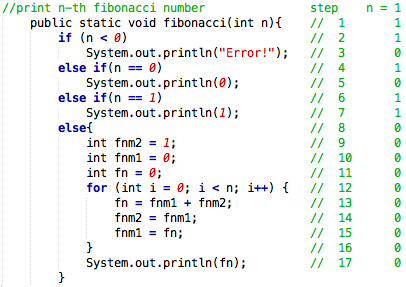 //print n-th fibonacci number step n = 1
public static void fibonacci(int n){ // 1 1
if (n < 0) // 2 1
System.out.println("Error!"); // 3 0
else if(n == 0) // 4 1
System.out.println(0); // 5 0
else if(n == 1) // 6 1
System.out.println(1); // 7 1
else{ // 8 0
int fnm2 = 1; // 9 0
int fnm1 = 0; // 10 0
int fn = 0; // 11 0
for (int i = 0; i < n; i++) { // 12 0
fn = fnm1 + fnm2; // 13 0
fnm2 = fnm1; // 14 0
fnm1 = fn; // 15 0
} // 16 0
System.out.println(fn); // 17 0
}